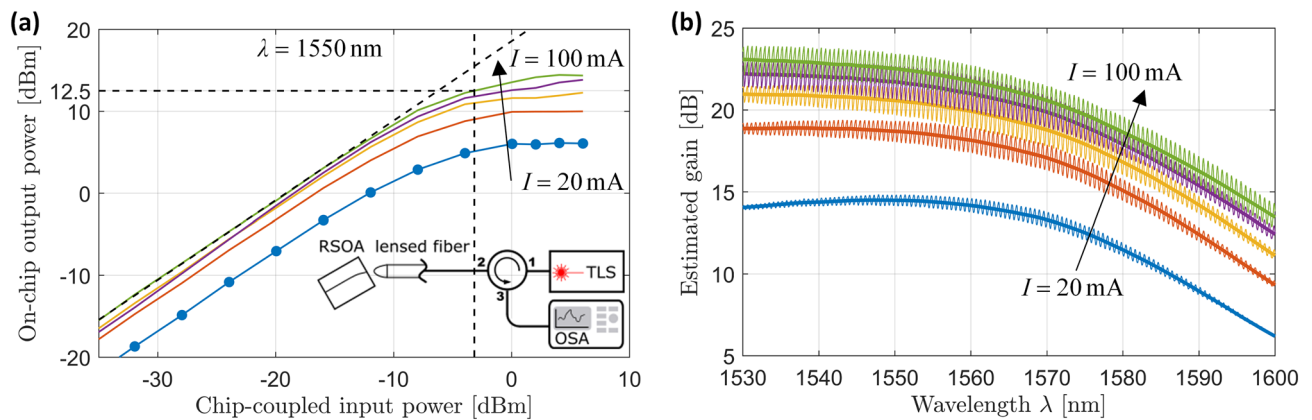 (a)
On-chip output power [dBm]
20
12.5
10
0
-10
-20
λ = 1550 nm
I = 100 mA
I = 20 mA
RSOA
lensed fiber
2
1
3
TLS
OSA
-30
-20
-10
0
10
Chip-coupled input power [dBm]
(b)
Estimated gain [dB]
25
20
15
10
5
I = 100 mA
I = 20 mA
1530
1540
1550
1560
1570
1580
1590
1600
Wavelength λ [nm]